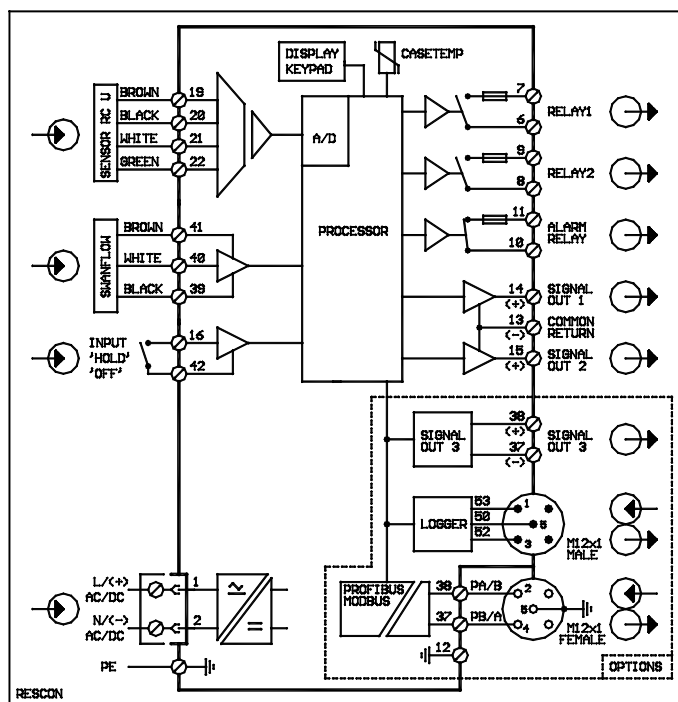 DISPLAY
KEYPAD
CASETEMP
SENSOR RC U
BROWN 19
BLACK 20
WHITE 21
GREEN 22
A/D
PROCESSOR
7
6
RELAY1
9
8
RELAY2
11
10
ALARM
RELAY
SWANFLOW
BROWN 41
WHITE 40
BLACK 39
14
(+)
SIGNAL
OUT 1
13
(-)
COMMON
RETURN
15
(+)
SIGNAL
OUT 2
INPUT
'HOLD'
'OFF'
16
42
SIGNAL
OUT 3
38
(+)
37
(-)
SIGNAL
OUT 3
LOGGER
53
50
52
1
5
3
M12x1
MALE
L/(+)
AC/DC
1
N/(-)
AC/DC
2
PE
PROFIBUS
MODBUS
38 PA/B
37 PB/A
12
2
5
4
M12x1
FEMALE
OPTIONS
RESCON